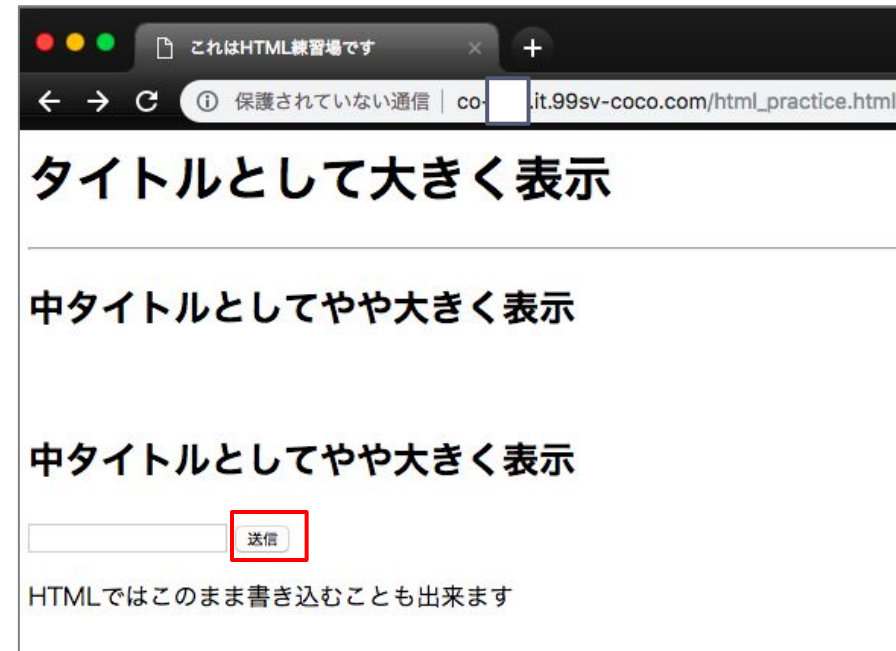 これはHTML練習場です
保護されていない通信 co- .it.99sv-coco.com/html_practice.html
タイトルとして大きく表示
中タイトルとしてやや大きく表示
中タイトルとしてやや大きく表示
送信
HTMLではこのまま書き込むことも出来ます